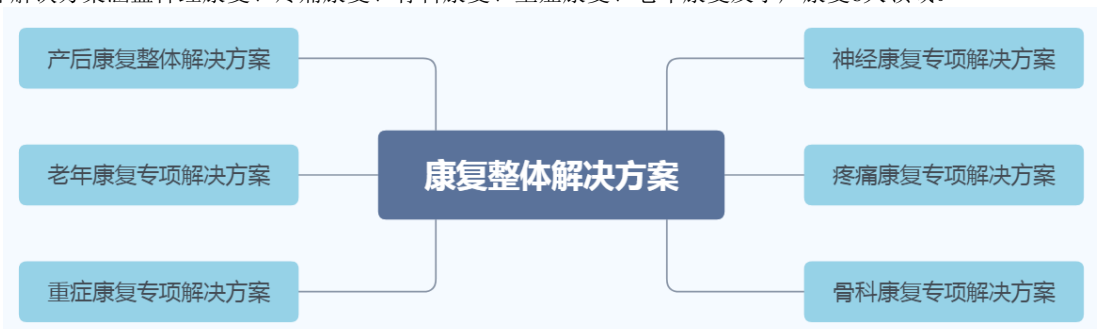 产后康复整体解决方案
神经康复专项解决方案
老年康复专项解决方案
康复整体解决方案
疼痛康复专项解决方案
重症康复专项解决方案
骨科康复专项解决方案